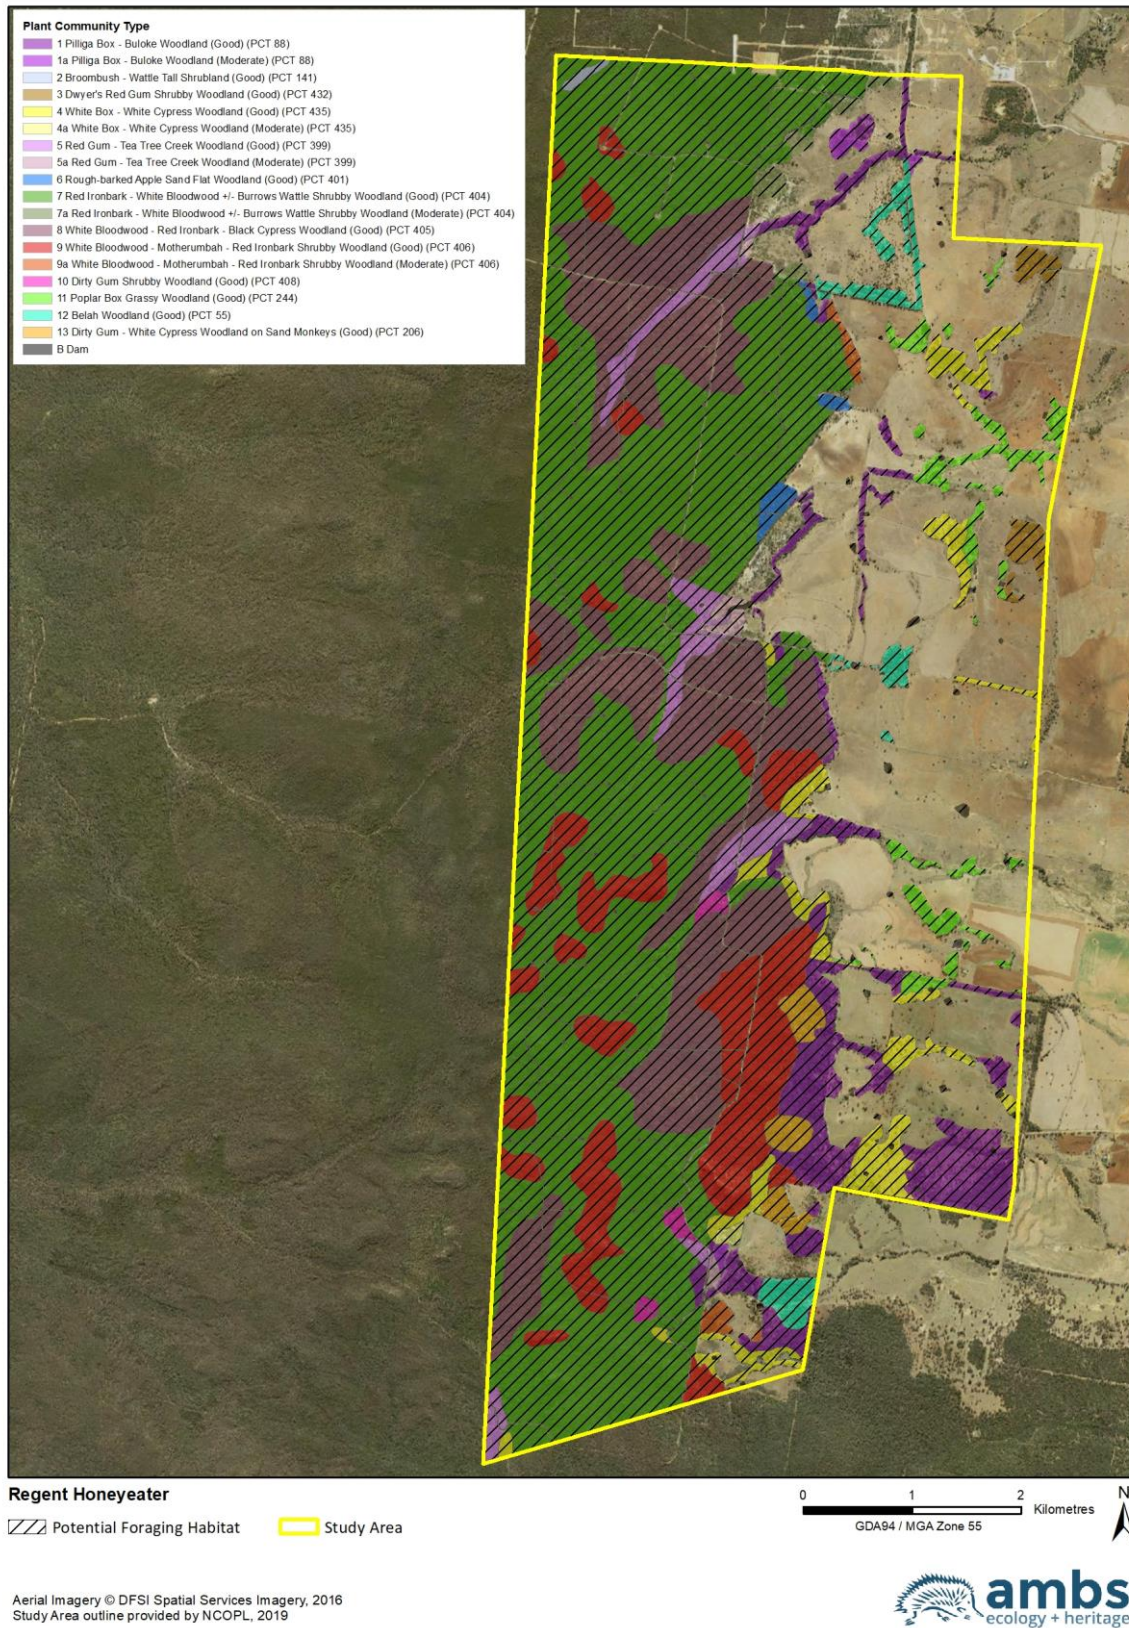 Plant Community Type
1 Pilliga Box - Buloke Woodland (Good) (PCT 88)
1a Pilliga Box - Buloke Woodland (Moderate) (PCT 88)
2 Broombush - Wattle Tall Shrubland (Good) (PCT 141)
3 Dwyer's Red Gum Shrubby Woodland (Good) (PCT 432)
4 White Box - White Cypress Woodland (Good) (PCT 435)
4a White Box - White Cypress Woodland (Moderate) (PCT 435)
5 Red Gum - Tea Tree Creek Woodland (Good) (PCT 399)
5a Red Gum - Tea Tree Creek Woodland (Moderate) (PCT 399)
6 Rough-barked Apple Sand Flat Woodland (Good) (PCT 401)
7 Red Ironbark - White Bloodwood +/- Burrows Wattle Shrubby Woodland (Good) (PCT 404)
7a Red Ironbark - White Bloodwood +/- Burrows Wattle Shrubby Woodland (Moderate) (PCT 404)
8 White Bloodwood - Red Ironbark - Black Cypress Woodland (Good) (PCT 405)
9 White Bloodwood - Motherumbah - Red Ironbark Shrubby Woodland (Good) (PCT 406)
9a White Bloodwood - Motherumbah - Red Ironbark Shrubby Woodland (Moderate) (PCT 406)
10 Dirty Gum Shrubby Woodland (Good) (PCT 408)
11 Poplar Box Grassy Woodland (Good) (PCT 244)
12 Belah Woodland (Good) (PCT 55)
13 Dirty Gum - White Cypress Woodland on Sand Monkeys (Good) (PCT 206)
B Dam
Regent Honeyeater
Potential Foraging Habitat
Study Area
0 1 2 Kilometres
GDA94 / MGA Zone 55
N
Aerial Imagery © DFSI Spatial Services Imagery, 2016
Study Area outline provided by NCOPL, 2019
ambs
ecology + heritage